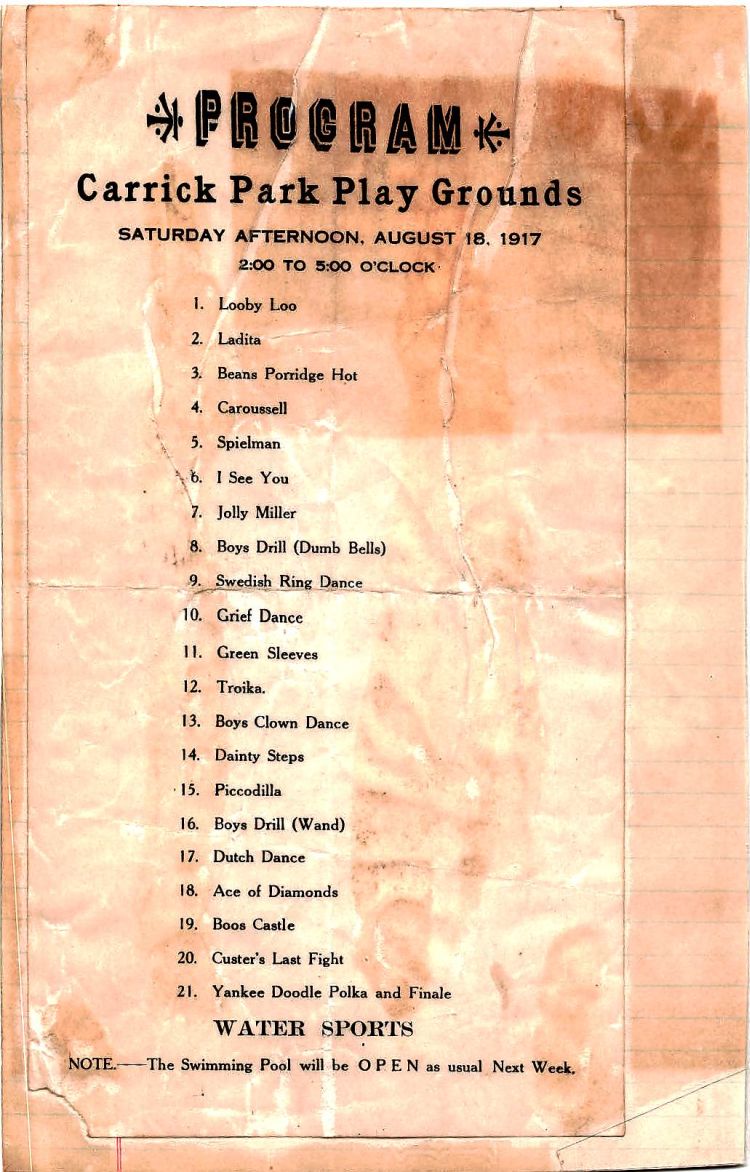 PROGRAM
Carrick Park Play Grounds
SATURDAY AFTERNOON, AUGUST 18, 1917
2:00 TO 5:00 O'CLOCK
1. Looby Loo
2. Ladita
3. Beans Porridge Hot
4. Caroussell
5. Spielman
6. I See You
7. Jolly Miller
8. Boys Drill (Dumb Bells)
9. Swedish Ring Dance
10. Grief Dance
11. Green Sleeves
12. Troika.
13. Boys Clown Dance
14. Dainty Steps
15. Piccodilla
16. Boys Drill (Wand)
17. Dutch Dance
18. Ace of Diamonds
19. Boos Castle
20. Custer's Last Fight
21. Yankee Doodle Polka and Finale
WATER SPORTS
NOTE.—The Swimming Pool will be OPEN as usual Next Week.